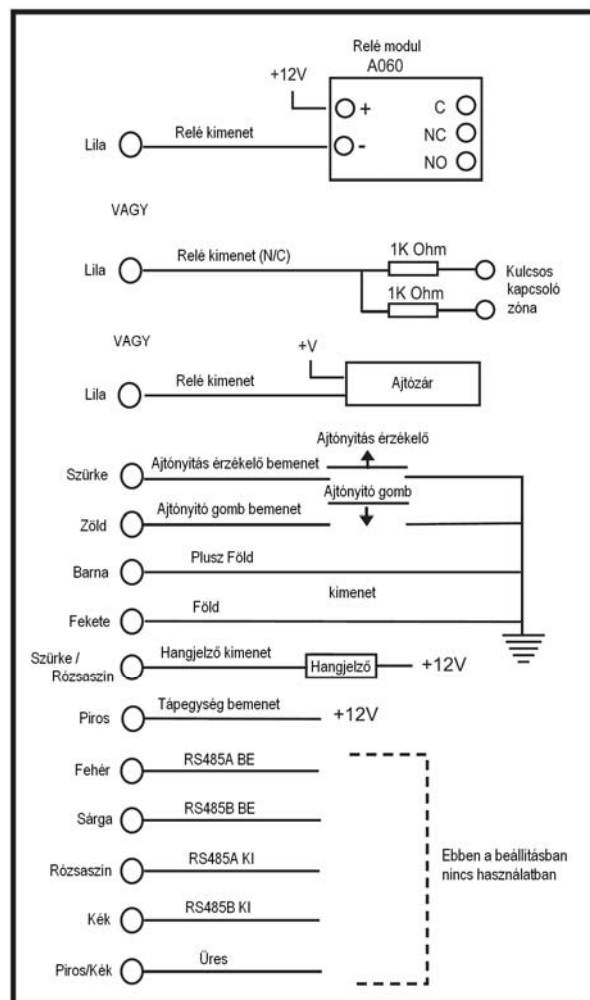 Relé modul
A060
+12V
+
C
NC
-
NO
Lila
Relé kimenet
VAGY
Lila
Relé kimenet (N/C)
1K Ohm
1K Ohm
Kulcsos
kapcsoló
zóna
VAGY
+V
Lila
Relé kimenet
Ajtózár
Ajtónyitás érzékelő
Szürke
Ajtónyitás érzékelő bemenet
Ajtónyitó gomb
Zöld
Ajtónyitó gomb bemenet
Barna
Plusz Föld
kimenet
Fekete
Föld
Szürke /
Rózsaszín
Hangjelző kimenet
Hangjelző
+12V
Piros
Tápegység bemenet
+12V
Fehér
RS485A BE
Sárga
RS485B BE
Rózsaszín
RS485A KI
Ebben a beállításban
nincs használatban
Kék
RS485B KI
Piros/Kék
Üres